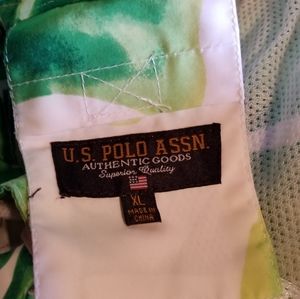 U.S. POLO ASSN.
AUTHENTIC GOODS
Superior Quality
XL
MADE IN
CHINA